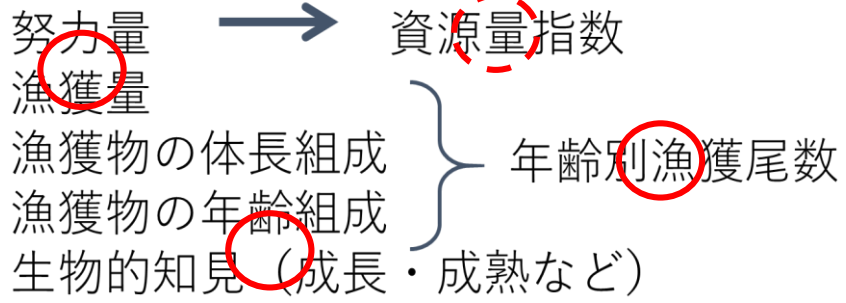 努力量 資源量指数
漁獲量
漁獲物の体長組成
年齢別漁獲尾数
漁獲物の年齢組成
生物的知見（成長・成熟など）